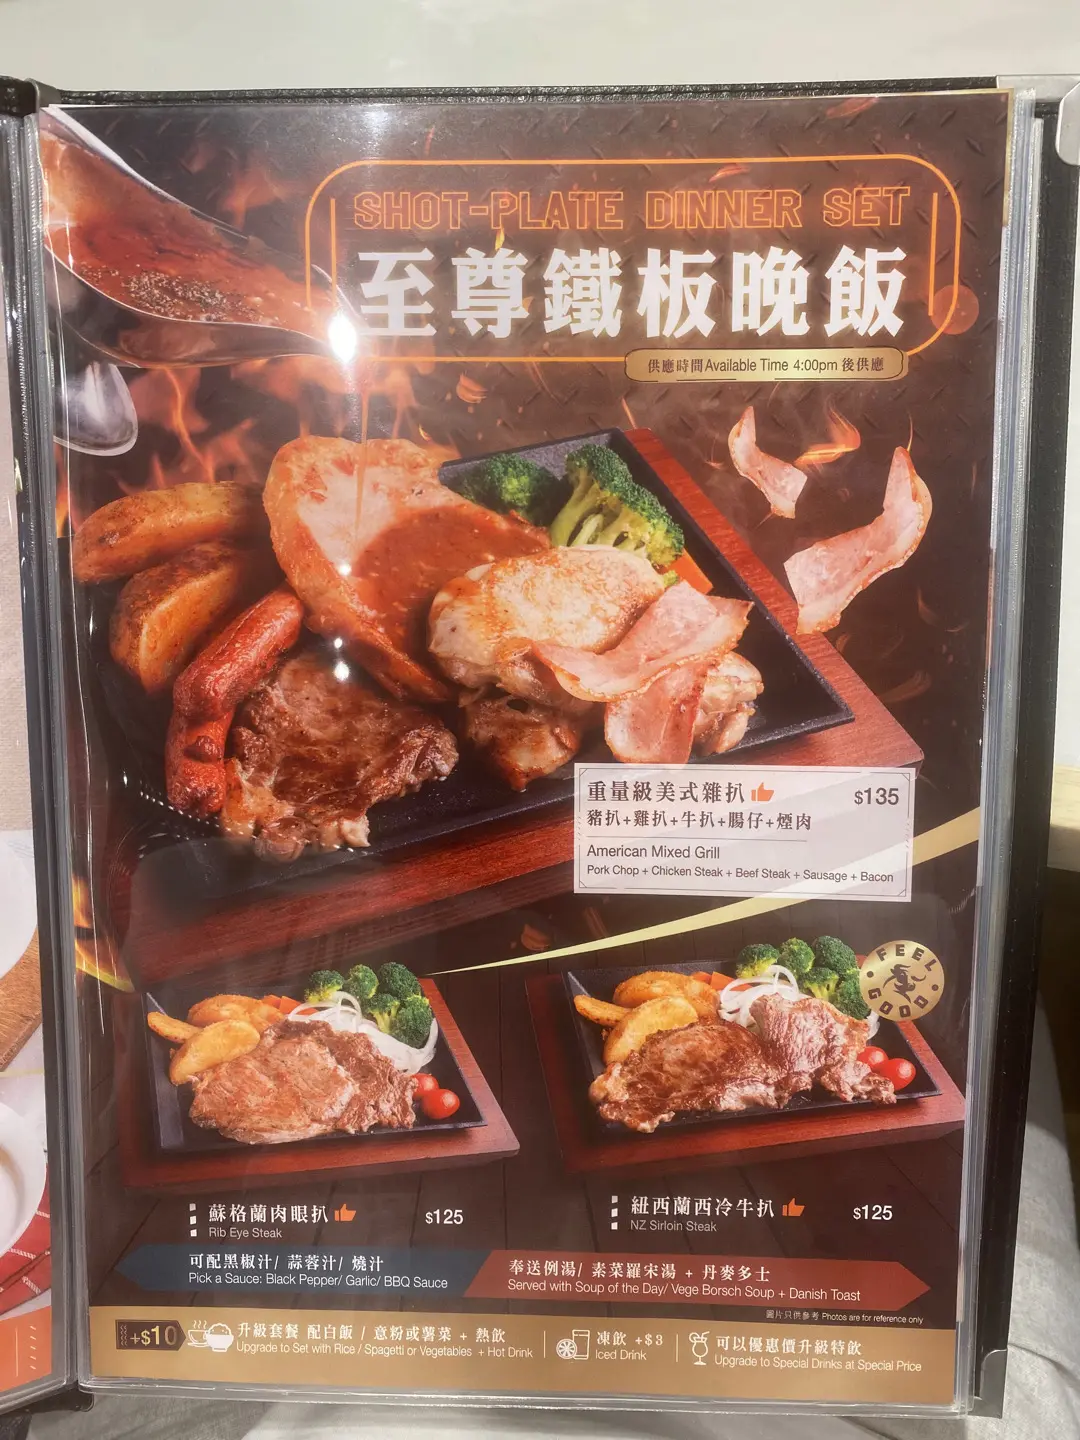 SHOT-PLATE DINNER SET
至尊鐵板晚飯
供應時間 Available Time 4:00pm 後供應
重量級美式雜扒 $135
豬扒+雞扒+牛扒+腸仔+煙肉
American Mixed Grill
Pork Chop + Chicken Steak + Beef Steak + Sausage + Bacon
FEEL GOOD
蘇格蘭肉眼扒 $125
Rib Eye Steak
紐西蘭西冷牛扒 $125
NZ Sirloin Steak
可配黑椒汁/ 蒜蓉汁/ 燒汁
Pick a Sauce: Black Pepper/ Garlic/ BBQ Sauce
奉送例湯/ 素菜羅宋湯 + 丹麥多士
Served with Soup of the Day/ Vege Borsch Soup + Danish Toast
圖片只供參考 Photos are for reference only
+$10 升級套餐 配白飯 / 意粉或薯菜 + 熱飲
Upgrade to Set with Rice / Spagetti or Vegetables + Hot Drink
凍飲 +$3
Iced Drink
可以優惠價升級特飲
Upgrade to Special Drinks at Special Price